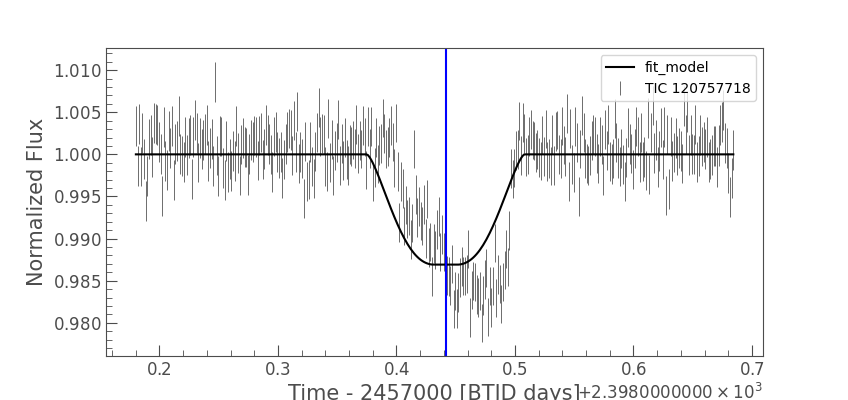 fit_model
TIC 120757718
1.010
1.005
1.000
0.995
0.990
0.985
0.980
Normalized Flux
0.2 0.3 0.4 0.5 0.6 0.7
Time - 2457000 [BTJD days]
+2.3980000000 × 10³